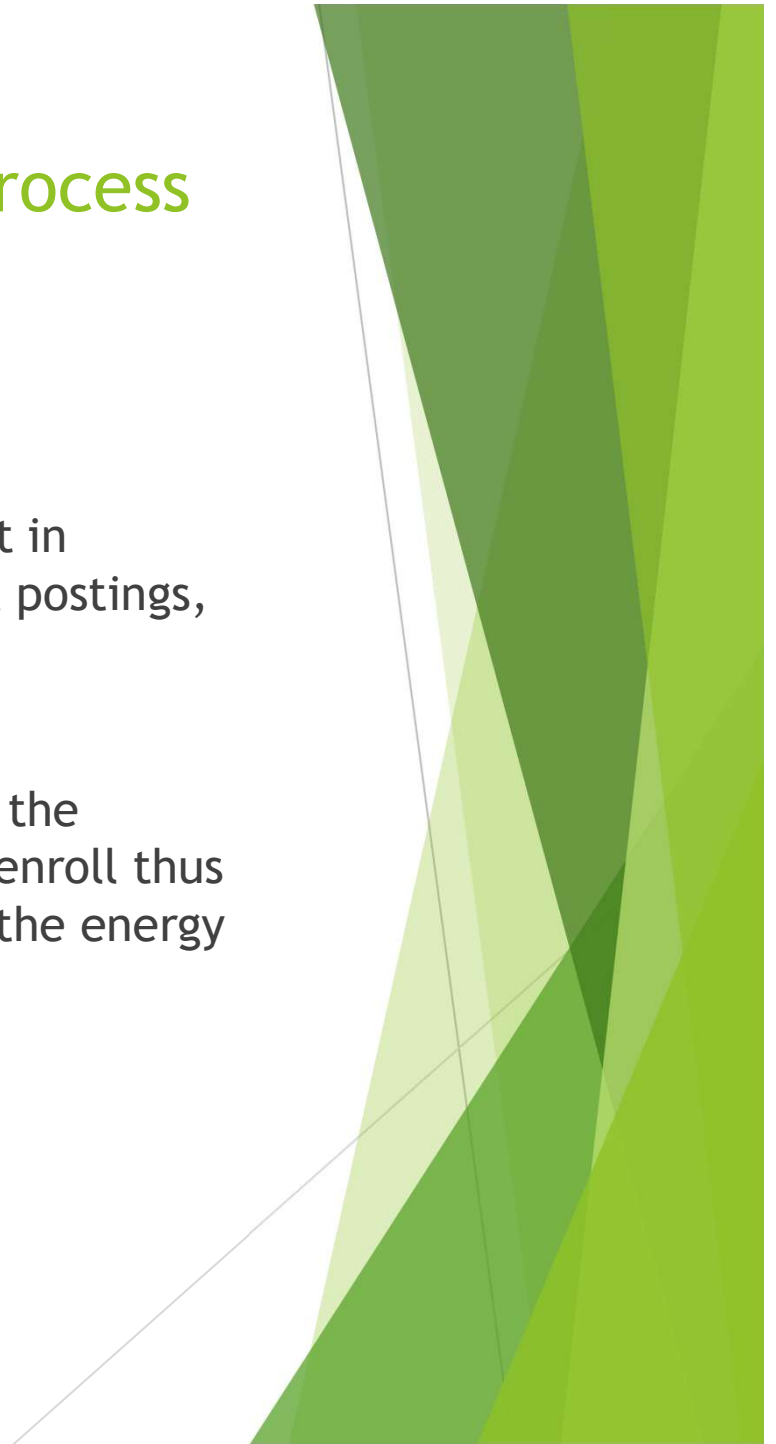 rocess
t in
postings,
the
enroll thus
the energy